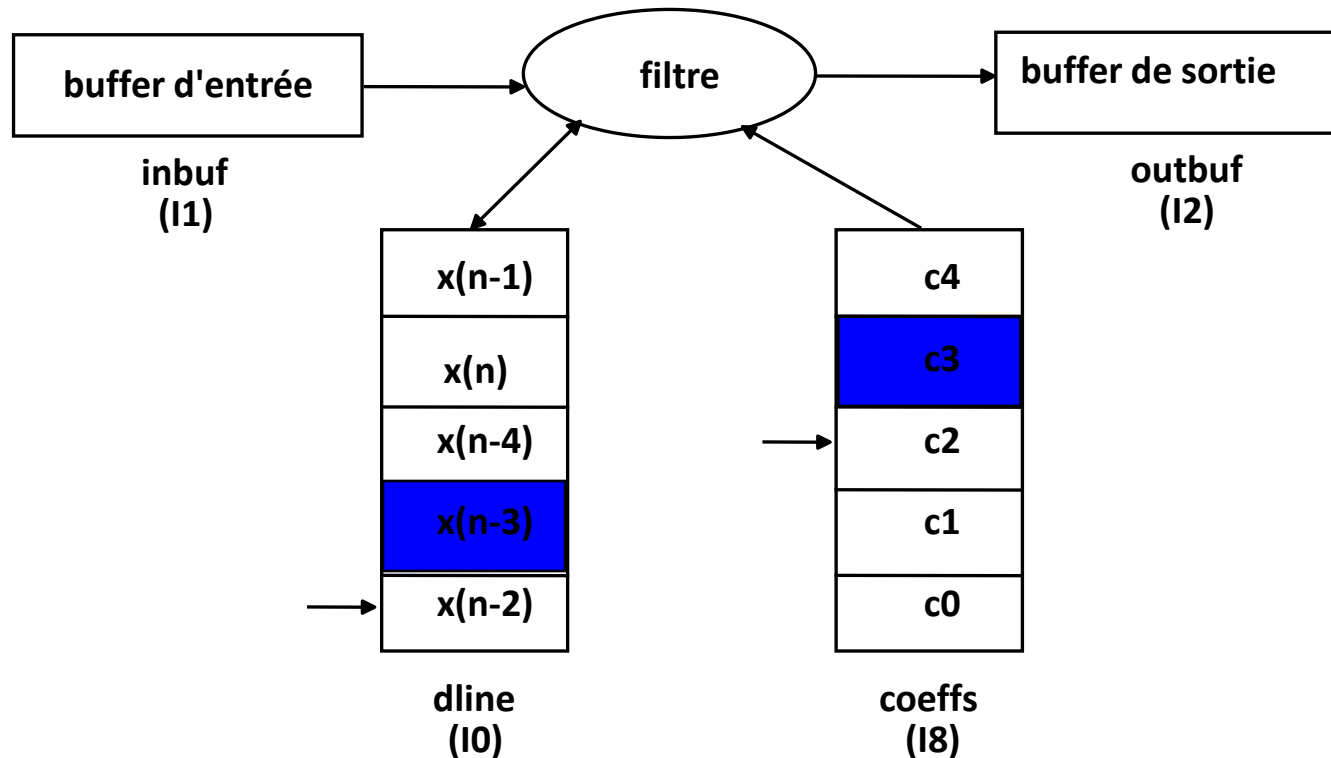 buffer d'entrée
filtre
buffer de sortie
inbuf
(I1)
outbuf
(I2)
x(n-1)
x(n)
x(n-4)
x(n-3)
x(n-2)
dline
(I0)
c4
c3
c2
c1
c0
coeffs
(I8)